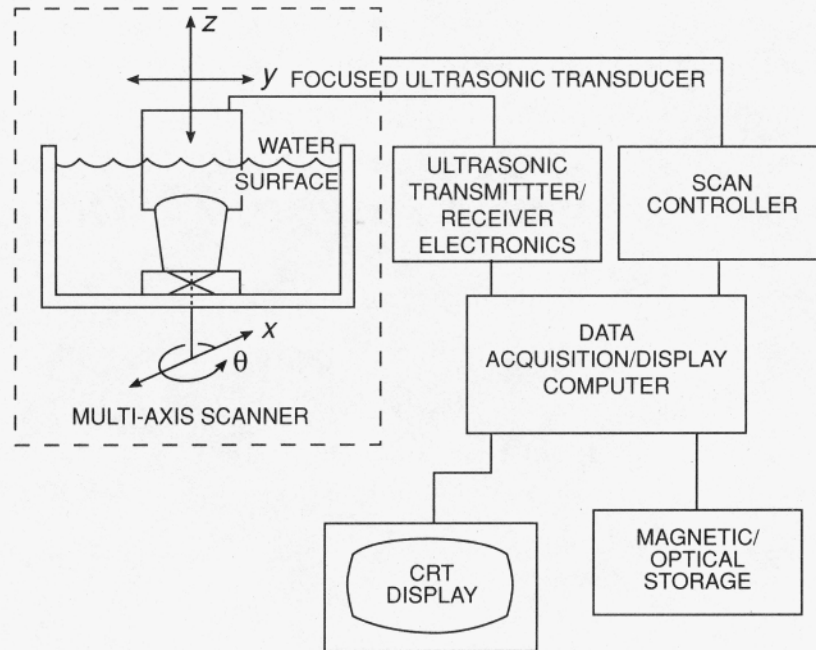 z
y
FOCUSED ULTRASONIC TRANSDUCER
WATER
SURFACE
x
θ
MULTI-AXIS SCANNER
ULTRASONIC
TRANSMITTTER/
RECEIVER
ELECTRONICS
SCAN
CONTROLLER
DATA
ACQUISITION/DISPLAY
COMPUTER
CRT
DISPLAY
MAGNETIC/
OPTICAL
STORAGE